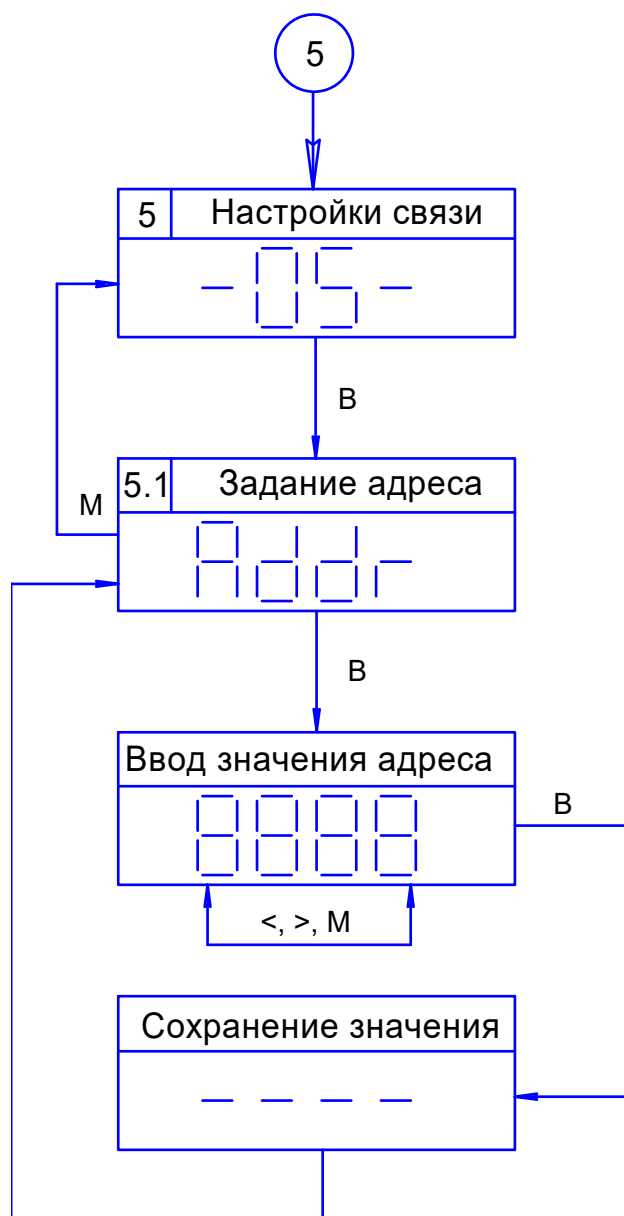 5
5 Настройки связи
-05-
В
5.1 Задание адреса
М
Addr
В
Ввод значения адреса
8888
В
<, >, М
Сохранение значения
- - - -